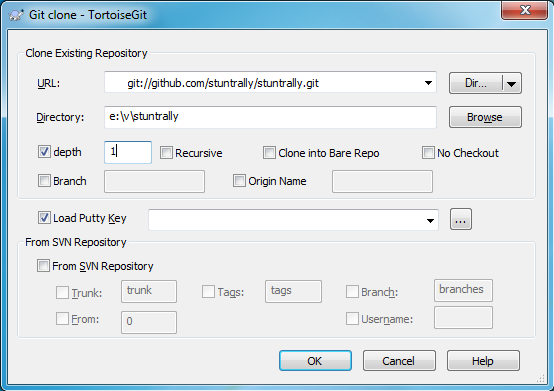 Git clone - TortoiseGit
Clone Existing Repository
URL: git://github.com/stuntrally/stuntrally.git Dir...
Directory: e:\v\stuntrally Browse
depth 1 Recursive Clone into Bare Repo No Checkout
Branch Origin Name
Load Putty Key ...
From SVN Repository
From SVN Repository
Trunk: trunk Tags: tags Branch: branches
From: 0 Username:
OK Cancel Help